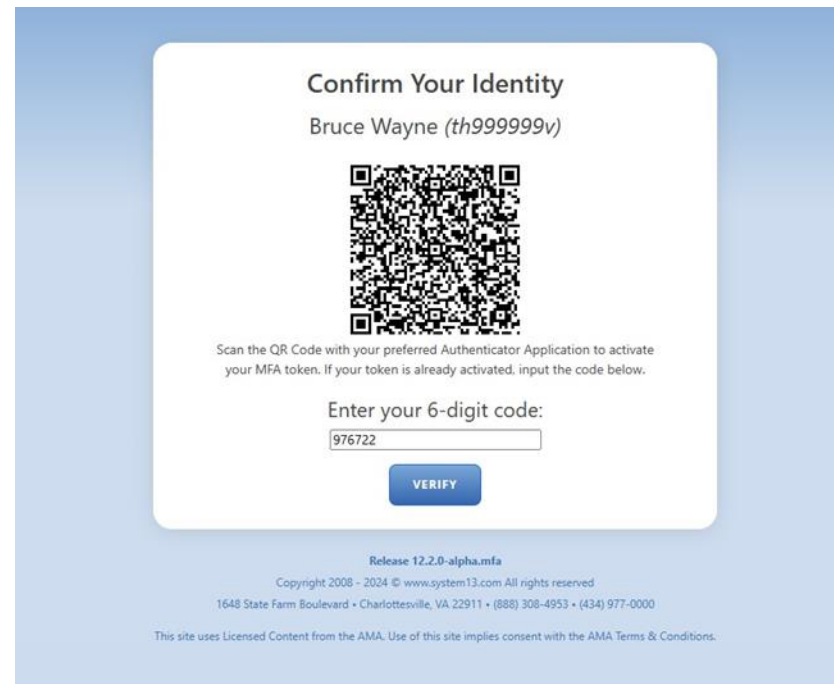 Confirm Your Identity
Bruce Wayne (th999999v)
Scan the QR Code with your preferred Authenticator Application to activate
your MFA token. If your token is already activated, input the code below.
Enter your 6-digit code:
976722
VERIFY
Release 12.2.0-alpha.mfa
Copyright 2008 - 2024 © www.system13.com All rights reserved
1648 State Farm Boulevard • Charlottesville, VA 22911 • (888) 308-4953 • (434) 977-0000
This site uses Licensed Content from the AMA. Use of this site implies consent with the AMA Terms & Conditions.